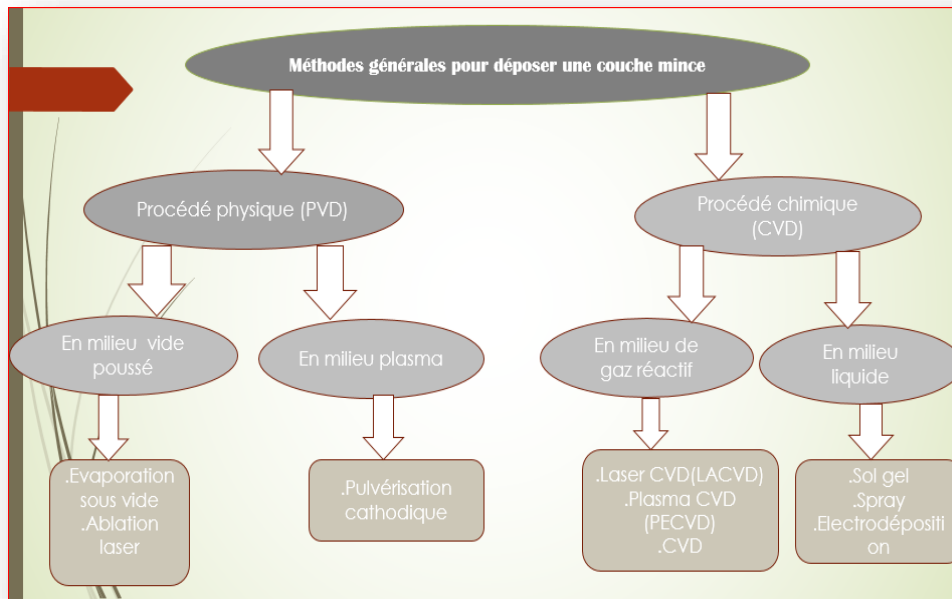 Méthodes générales pour déposer une couche mince
Procédé physique (PVD)
Procédé chimique
(CVD)
En milieu vide
poussé
En milieu plasma
En milieu de
gaz réactif
En milieu
liquide
.Evaporation
sous vide
.Ablation
laser
.Pulvérisation
cathodique
.Laser CVD(LACVD)
.Plasma CVD
(PECVD)
.CVD
.Sol gel
.Spray
.Electrodépositi
on